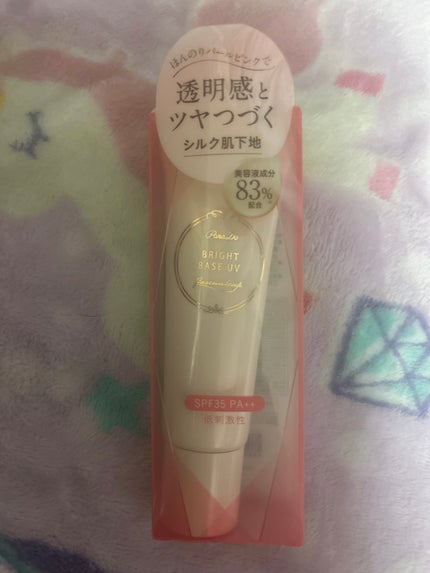 ほんのりパールピンクで
透明感と
ツヤつづく
シルク肌下地
美容液成分
83%
配合
Parado
BRIGHT
BASE UV
SPF35 PA++
低刺激性